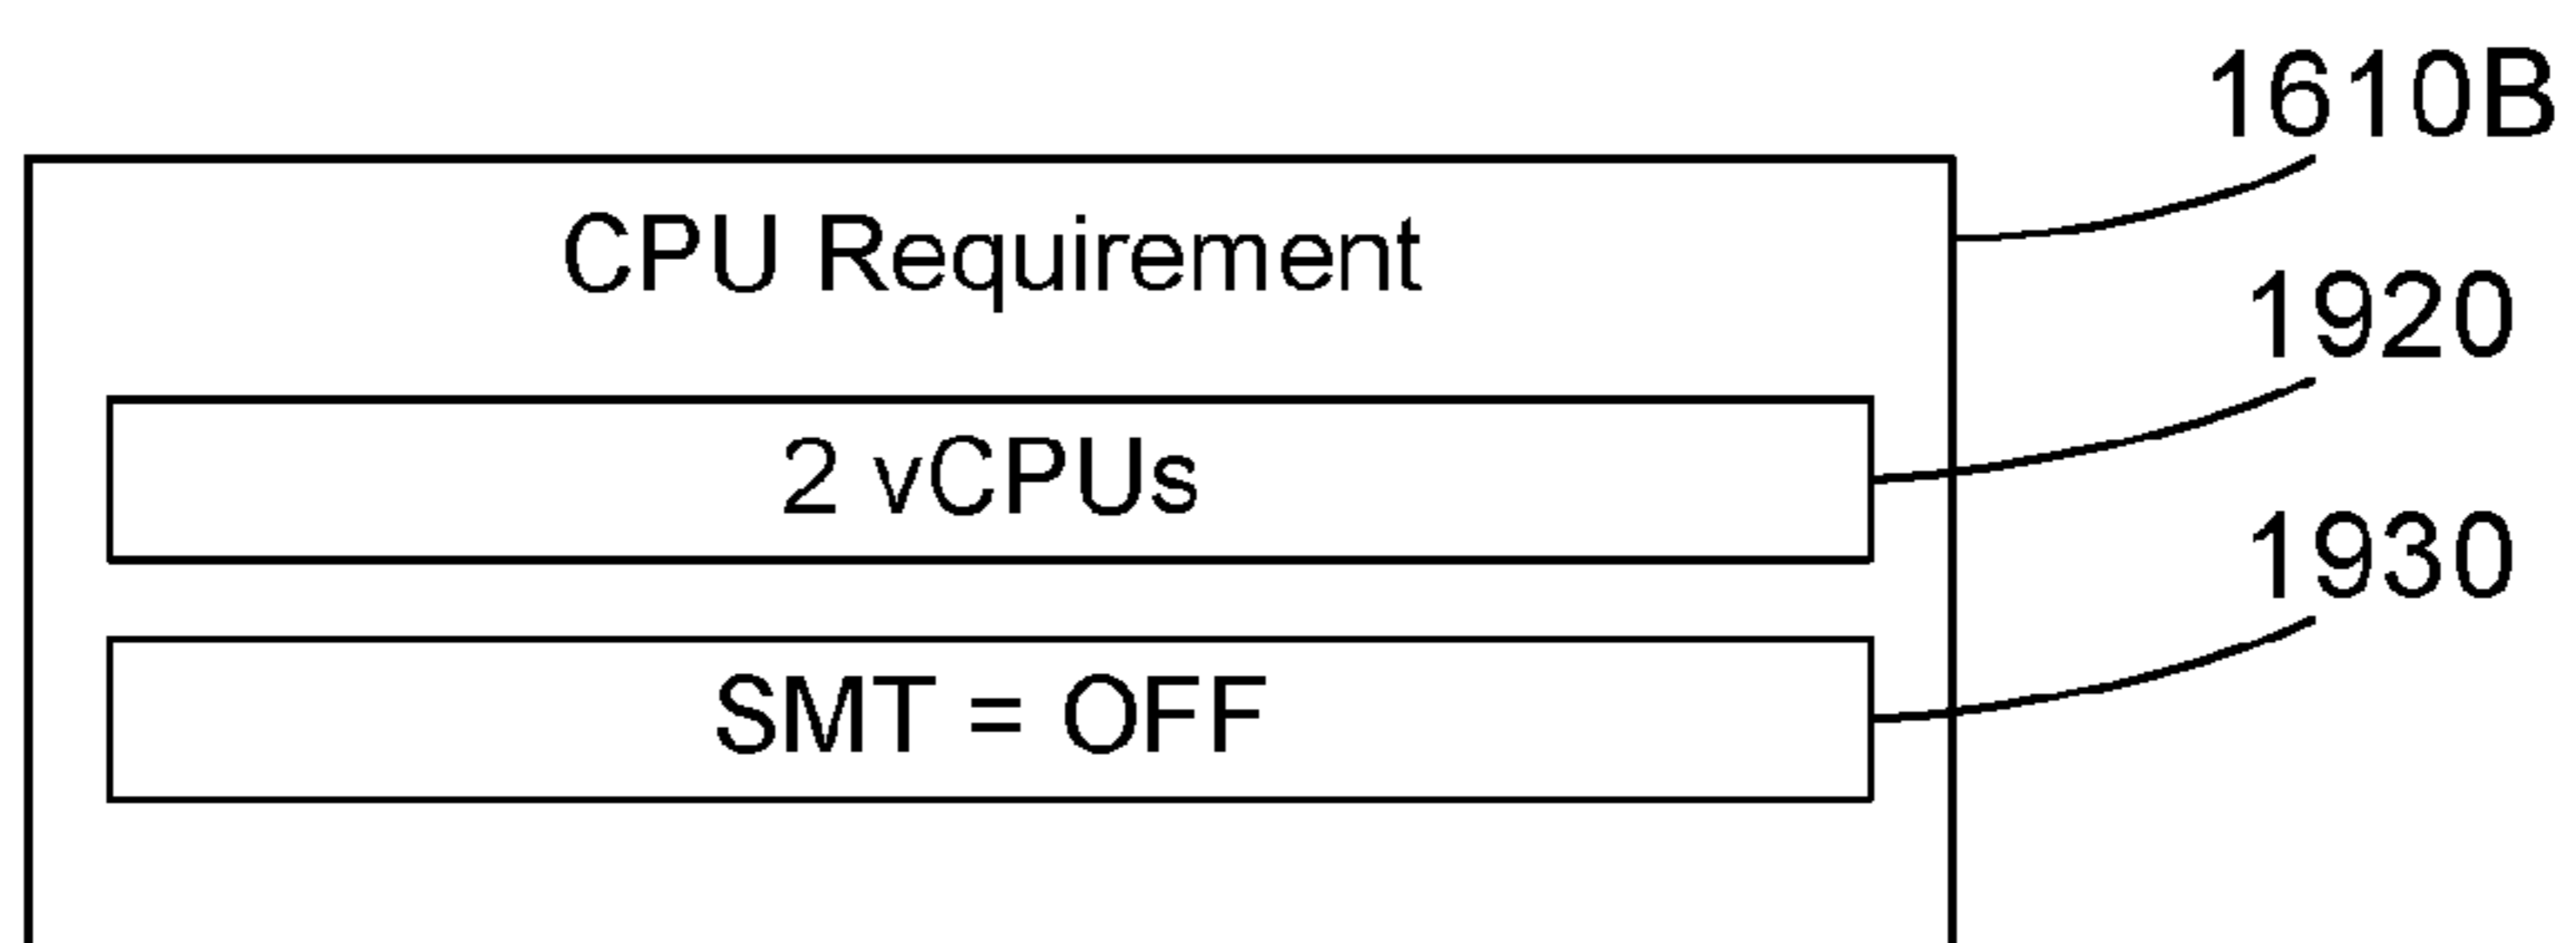 1610B
CPU Requirement
1920
2 vCPUs
1930
SMT = OFF